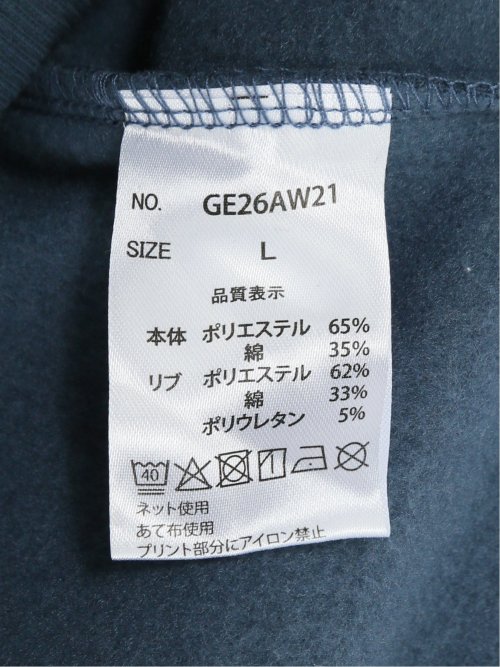 NO. GE26AW21
SIZE L
品質表示
本体 ポリエステル 65%
綿 35%
リブ ポリエステル 62%
綿 33%
ポリウレタン 5%
40
ネット使用
あて布使用
プリント部分にアイロン禁止